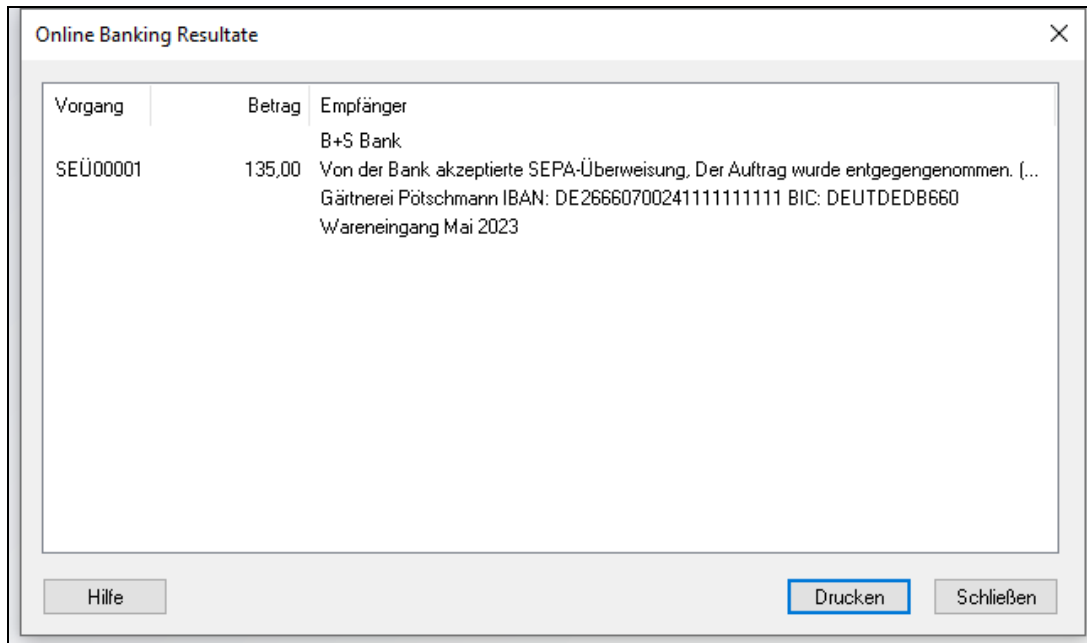 Online Banking Resultate
Vorgang Betrag Empfänger
B+S Bank
SEÜ00001 135,00 Von der Bank akzeptierte SEPA-Überweisung, Der Auftrag wurde entgegengenommen. (...
Gärtnerei Pötschmann IBAN: DE26660700241111111111 BIC: DEUTDEDB660
Wareneingang Mai 2023
Hilfe Drucken Schließen